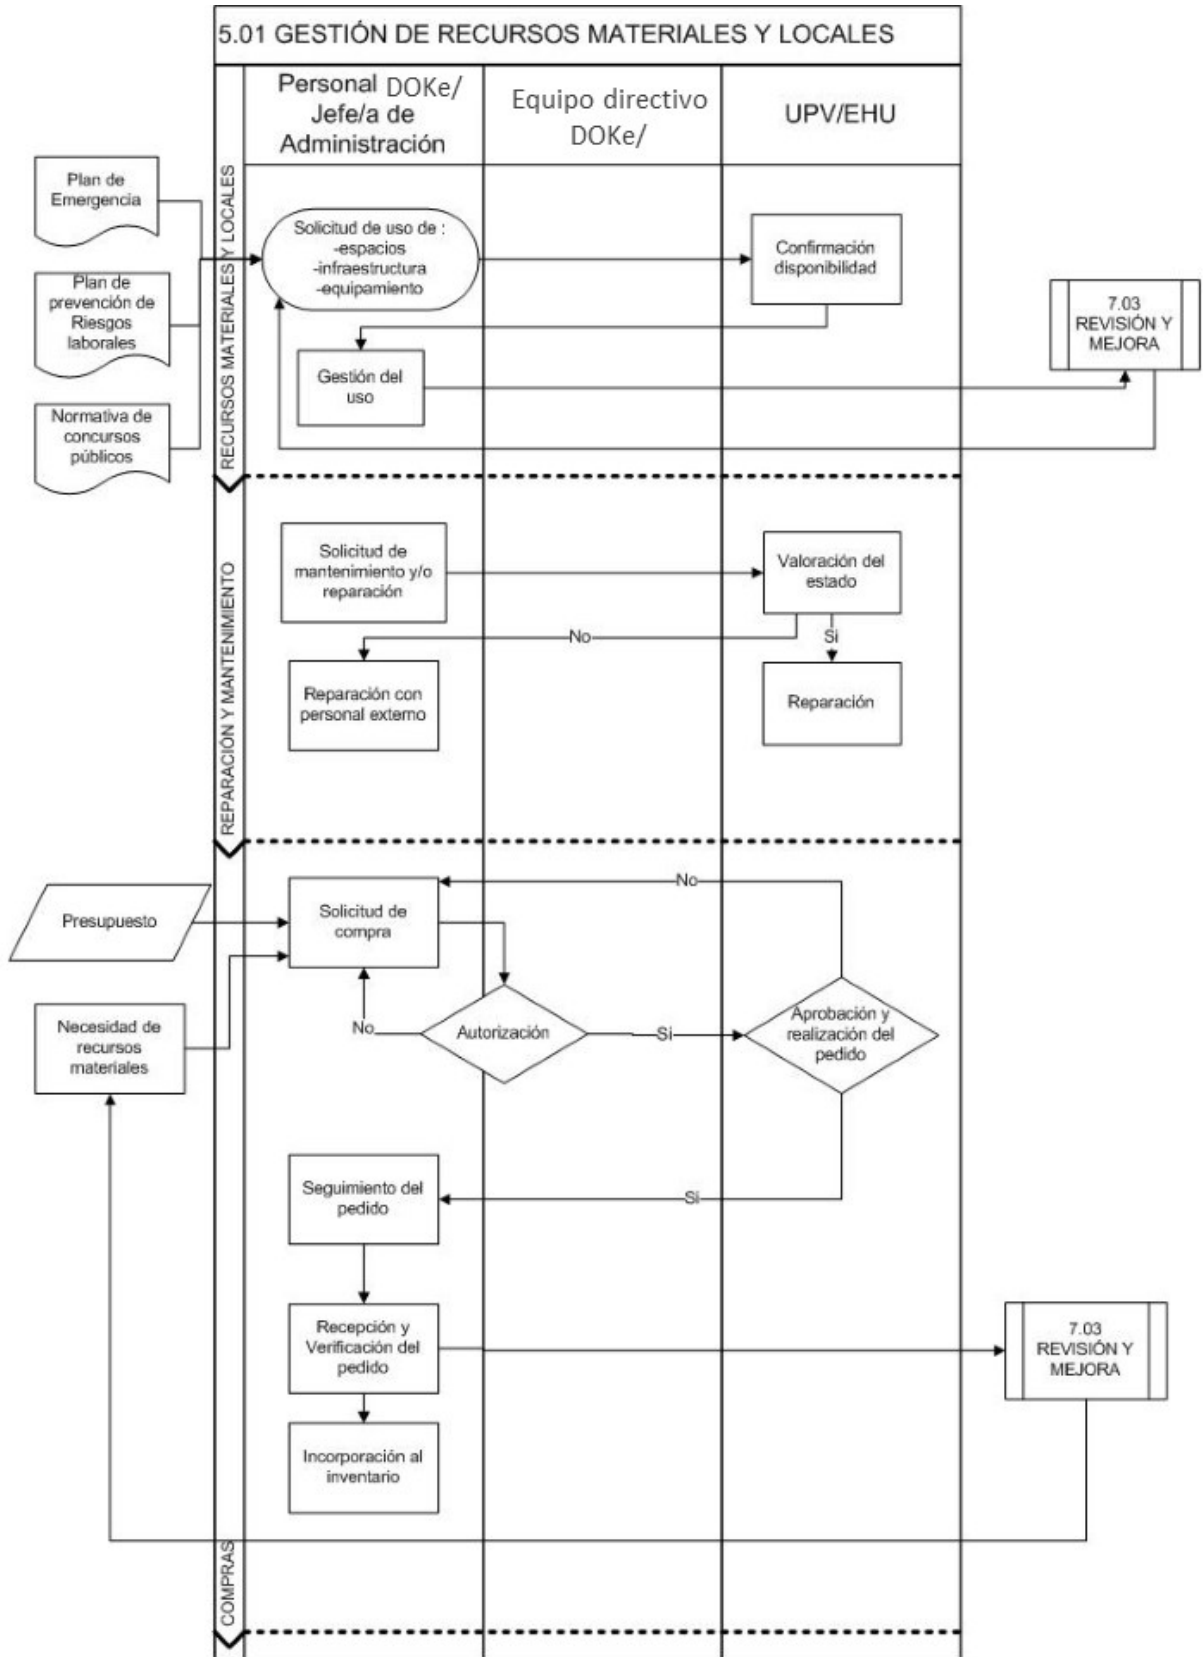 5.01 GESTIÓN DE RECURSOS MATERIALES Y LOCALES
Personal DOKe/
Jefe/a de
Administración
Equipo directivo
DOKe/
UPV/EHU
RECURSOS MATERIALES Y LOCALES
Plan de
Emergencia
Plan de
prevención de
Riesgos
laborales
Normativa de
concursos
públicos
Solicitud de uso de :
-espacios
-infraestructura
-equipamiento
Confirmación
disponibilidad
Gestión del
uso
7.03
REVISIÓN Y
MEJORA
REPARACIÓN Y MANTENIMIENTO
Solicitud de
mantenimiento y/o
reparación
Valoración del
estado
No
Si
Reparación con
personal externo
Reparación
COMPRAS
Presupuesto
Necesidad de
recursos
materiales
Solicitud de
compra
No
No
Autorización
Si
Aprobación y
realización del
pedido
Seguimiento del
pedido
Si
Recepción y
Verificación del
pedido
7.03
REVISIÓN Y
MEJORA
Incorporación al
inventario